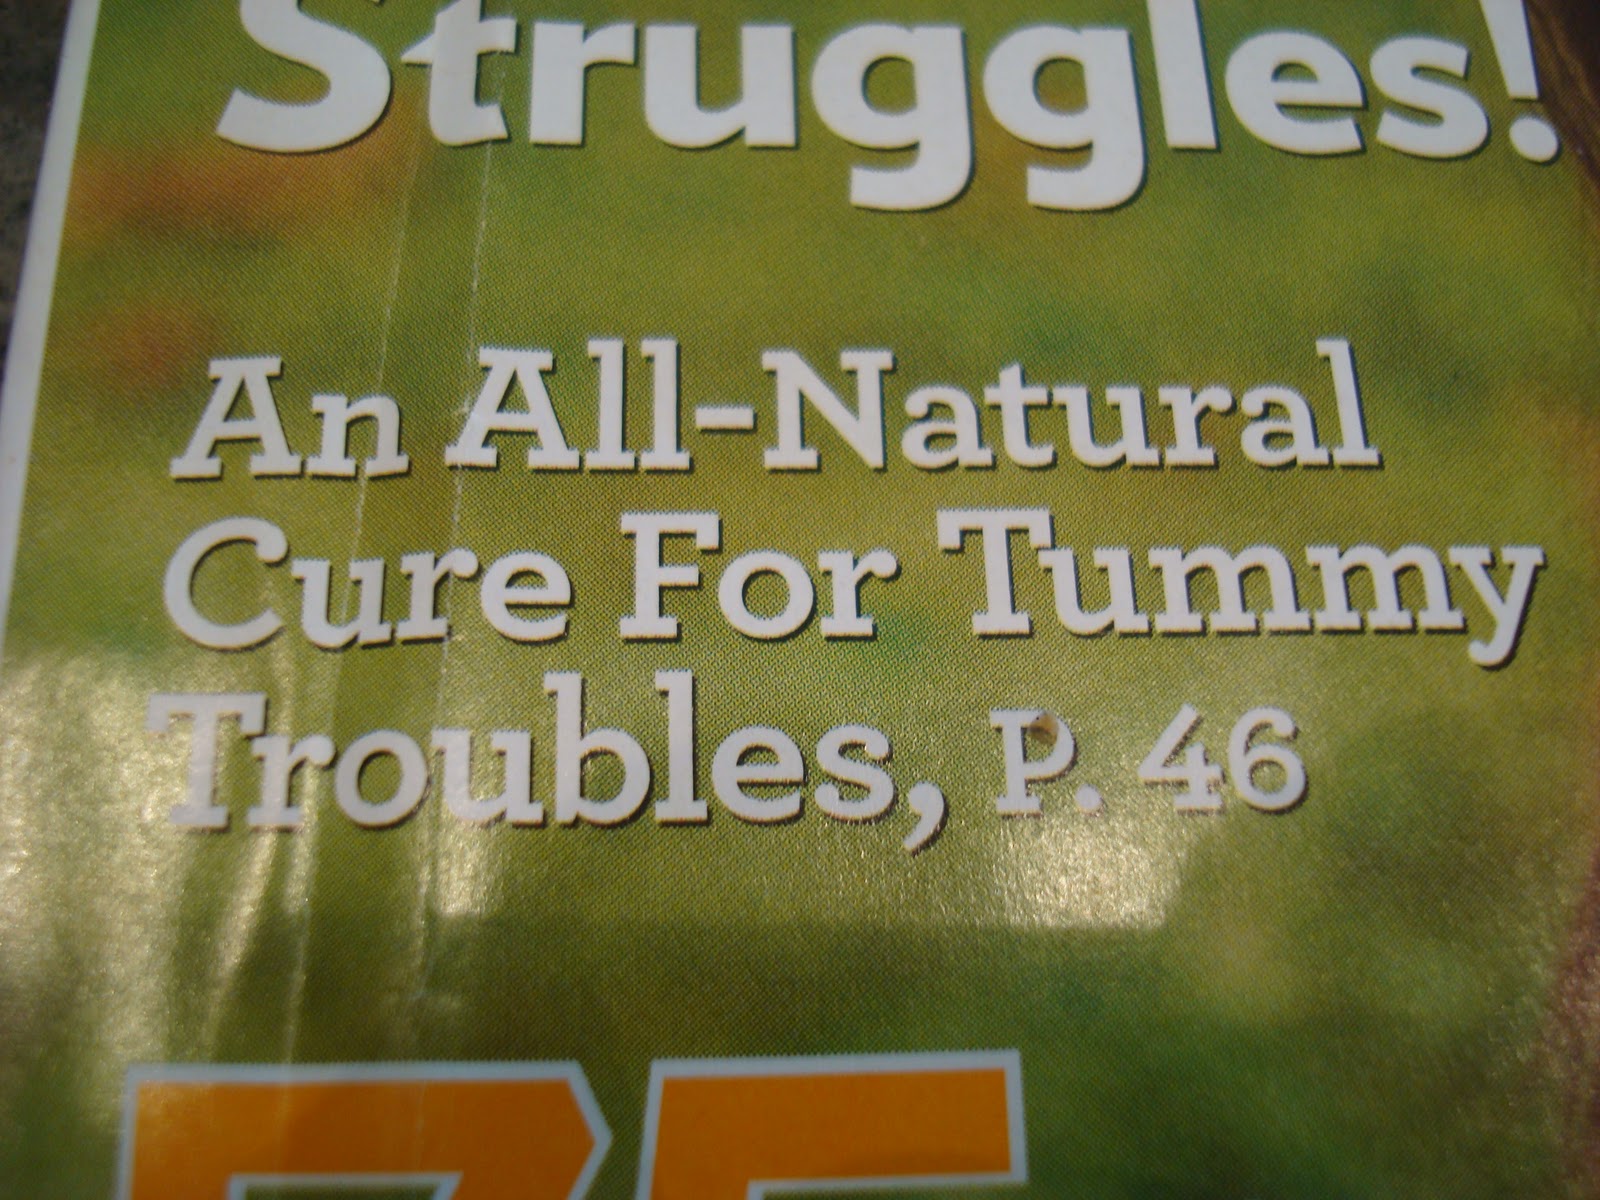 Struggles!
An All-Natural
Cure For Tummy
Troubles, P. 46